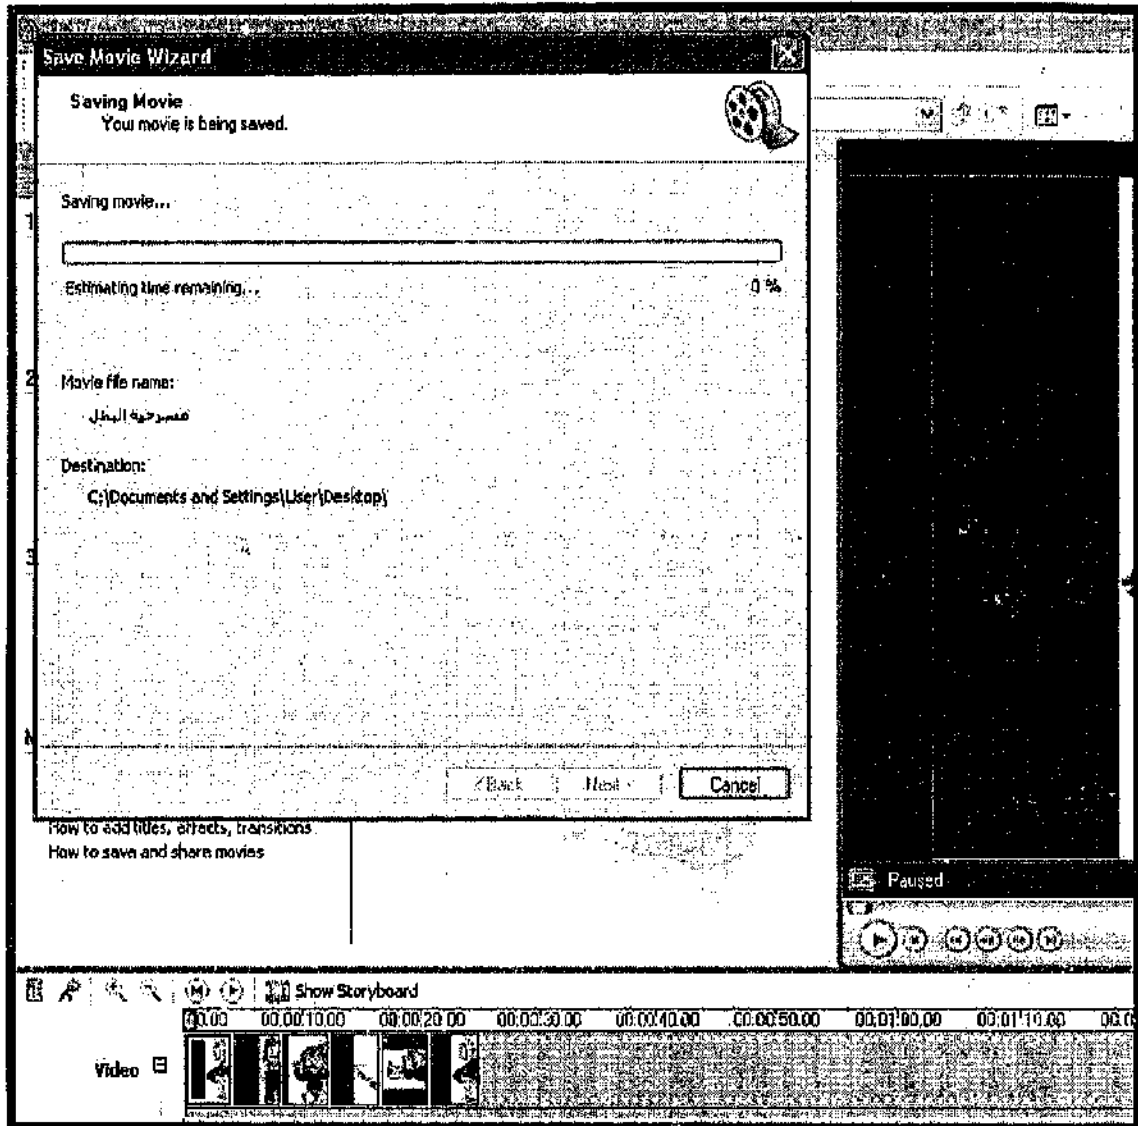 Save Movie Wizard
Saving Movie
Your movie is being saved.
Saving movie...
Estimating time remaining...
0 %
Movie file name:
مسرحية البطل
Destination:
C:\Documents and Settings\User\Desktop\
< Back
Next >
Cancel
How to add titles, effects, transitions
How to save and share movies
Paused
Show Storyboard
00:00:10.00 00:00:20.00 00:00:30.00 00:00:40.00 00:00:50.00 00:01:00.00 00:01:10.00
Video